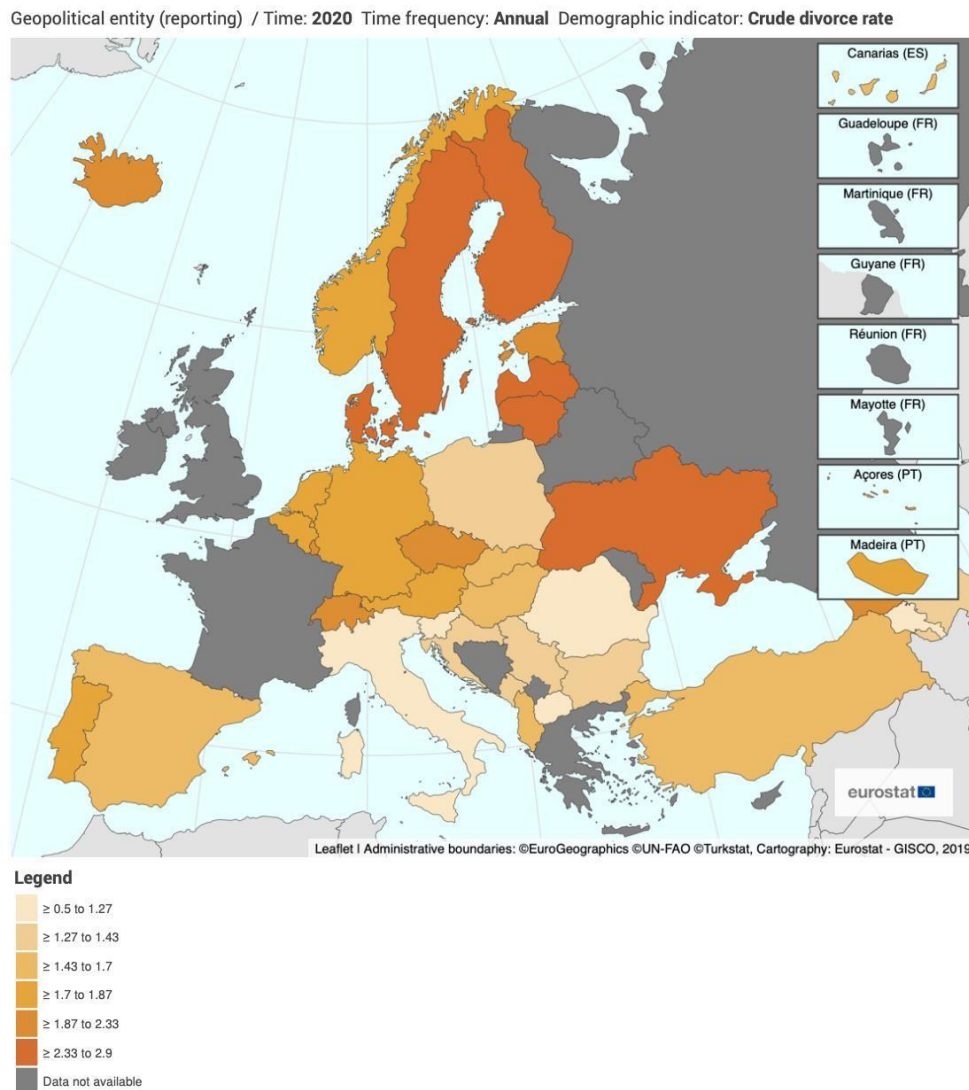 Geopolitical entity (reporting) / Time: 2020 Time frequency: Annual Demographic indicator: Crude divorce rate
Canarias (ES)
Guadeloupe (FR)
Martinique (FR)
Guyane (FR)
Réunion (FR)
Mayotte (FR)
Açores (PT)
Madeira (PT)
eurostat
Leaflet | Administrative boundaries: ©EuroGeographics ©UN-FAO ©Turkstat, Cartography: Eurostat - GISCO, 2019
Legend
≥ 0.5 to 1.27
≥ 1.27 to 1.43
≥ 1.43 to 1.7
≥ 1.7 to 1.87
≥ 1.87 to 2.33
≥ 2.33 to 2.9
Data not available